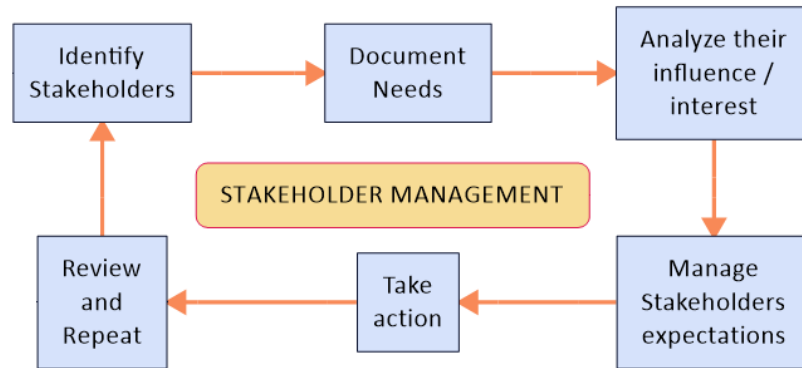 Identify
Stakeholders
Document
Needs
Analyze their
influence /
interest
STAKEHOLDER MANAGEMENT
Manage
Stakeholders
expectations
Take
action
Review
and
Repeat